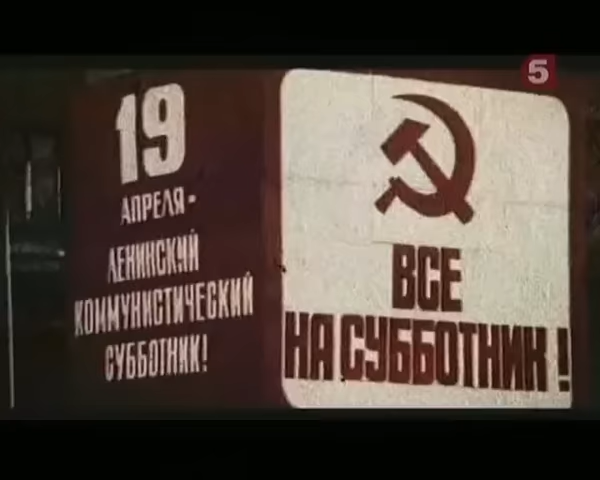 19
АПРЕЛЯ-
ЛЕНИНСКИЙ
КОММУНИСТИЧЕСКИЙ
СУББОТНИК!
ВСЕ
НА СУББОТНИК!
5